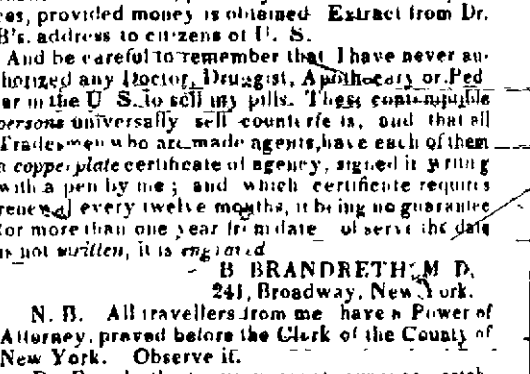 es, provided money is obtained Extract from Dr.
B's. address to citizens of U. S.
And be careful to remember that I have never au-
thorized any Doctor, Druggist, Apothecary or Ped
ar in the U S. to sell my pills. These contemptible
persons universally sell counterfeits, and that all
Tradesmen who are made agents, have each of them
a copperplate certificate of agency, signed in writing
with a pen by me; and which certificate requires
renewal every twelve months, it being no guarantee
for more than one year from date observe the date
is not written, it is engraved
B BRANDRETH, M D,
241, Broadway, New York.
N. B. All travellers from me have a Power of
Attorney, proved before the Clerk of the County of
New York. Observe it.